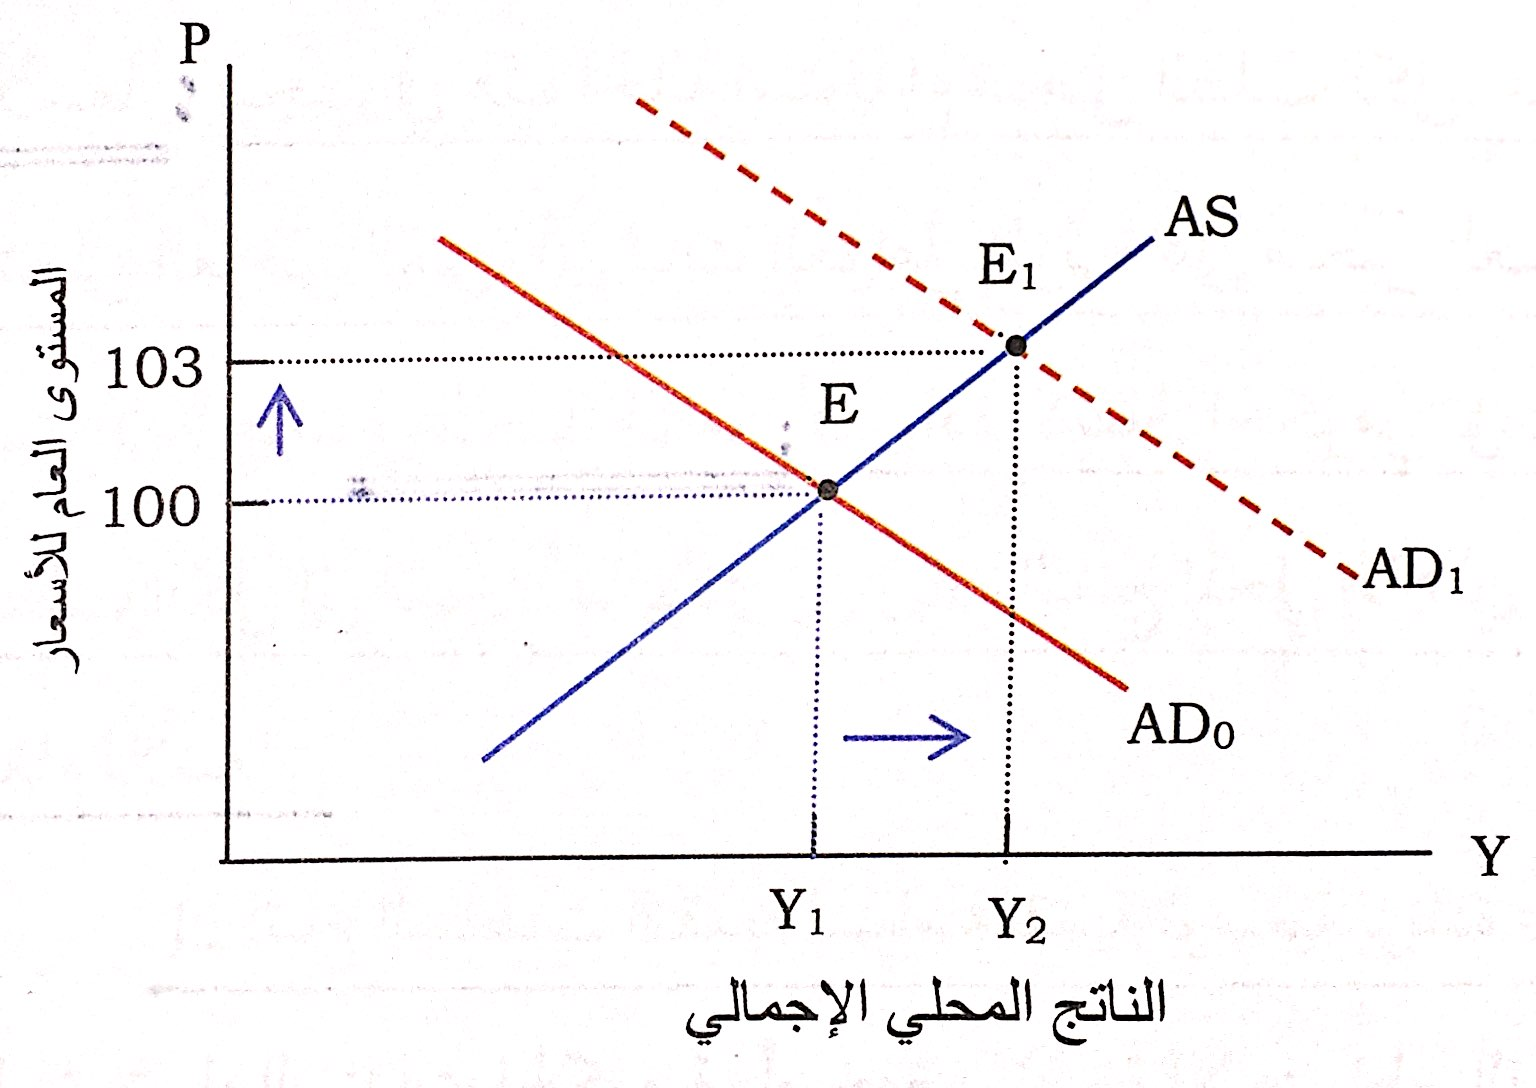 P
AS
E₁
103
E
100
AD₁
AD₀
Y
Y₁
Y₂
المستوى العام للأسعار
الناتج المحلي الإجمالي